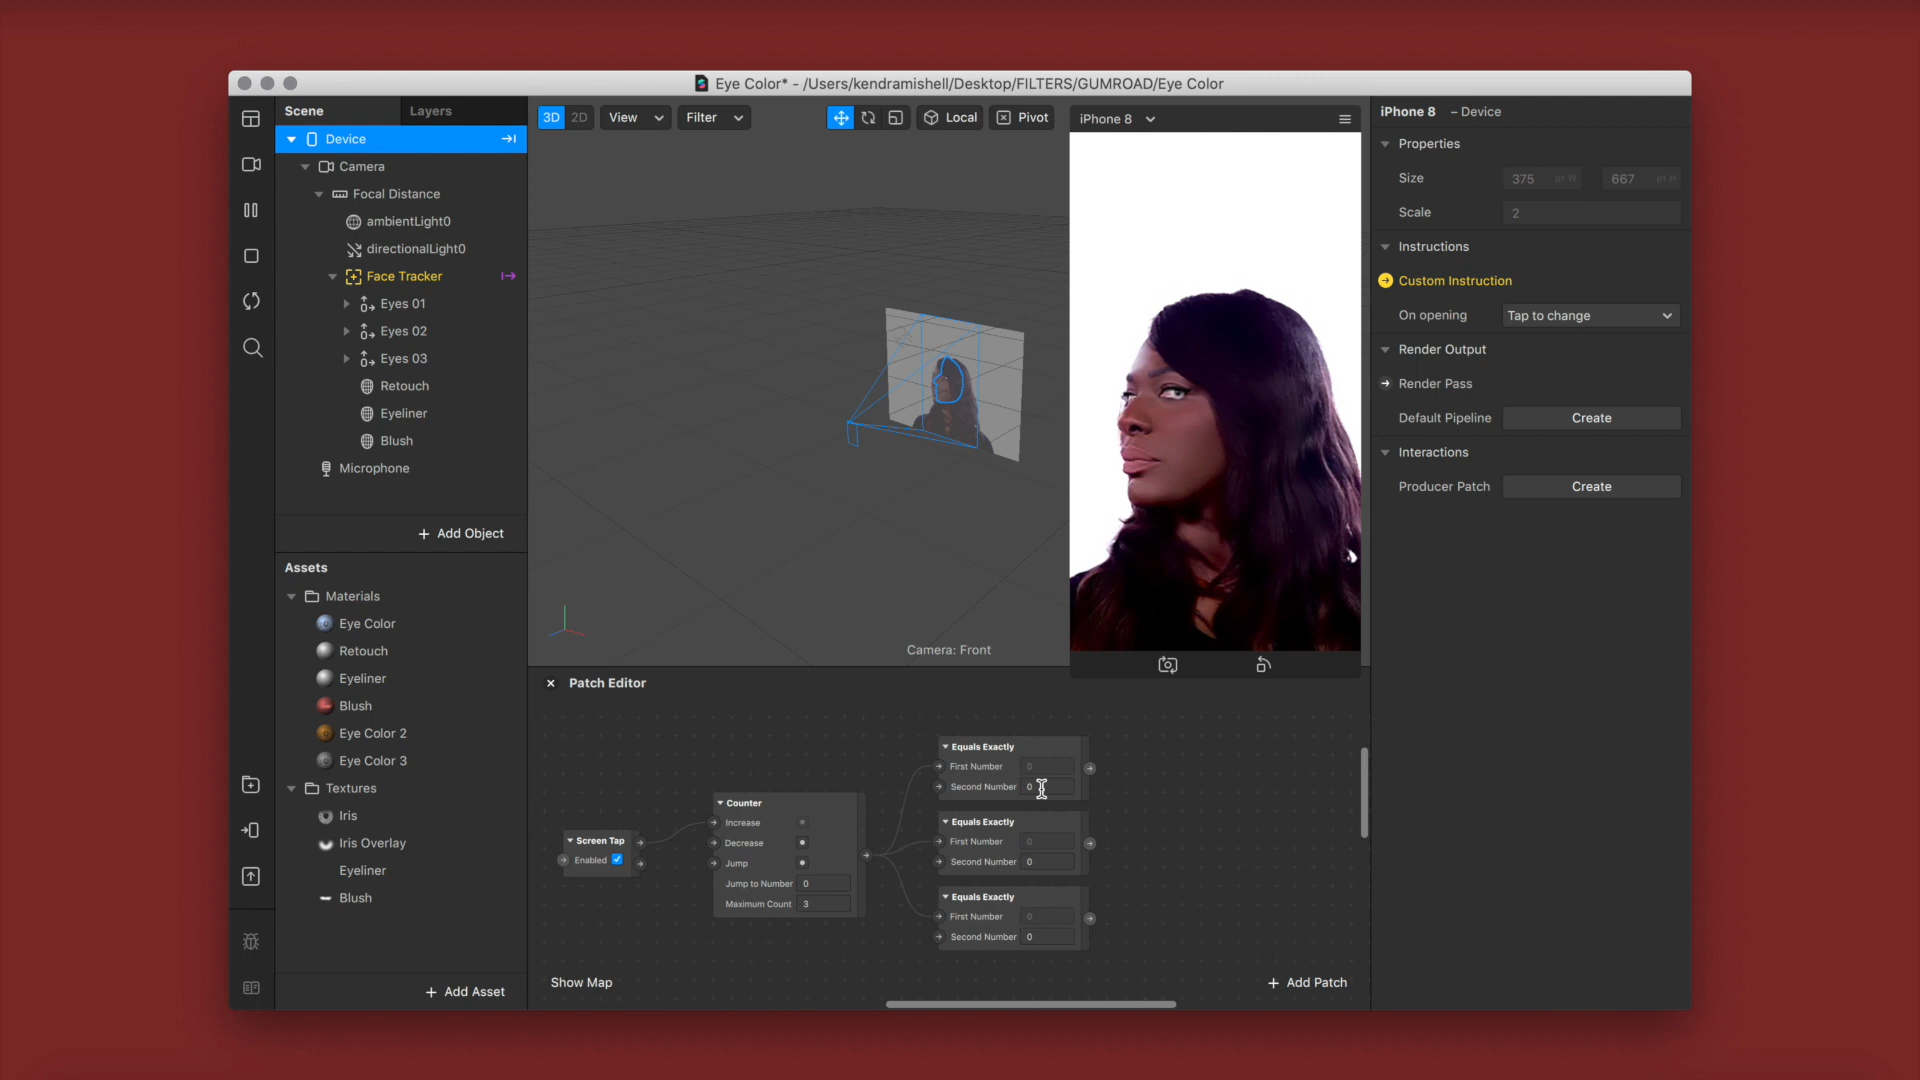 Eye Color* - /Users/kendramishell/Desktop/FILTERS/GUMROAD/Eye Color
Scene
Layers
Device
Camera
Focal Distance
ambientLight0
directionalLight0
Face Tracker
Eyes 01
Eyes 02
Eyes 03
Retouch
Eyeliner
Blush
Microphone
+ Add Object
Assets
Materials
Eye Color
Retouch
Eyeliner
Blush
Eye Color 2
Eye Color 3
Textures
Iris
Iris Overlay
Eyeliner
Blush
+ Add Asset
3D 2D
View
Filter
Local
Pivot
Camera: Front
iPhone 8
Patch Editor
Screen Tap
Enabled
Counter
Increase
Decrease
Jump
Jump to Number 0
Maximum Count 3
Equals Exactly
First Number 0
Second Number 0
Equals Exactly
First Number 0
Second Number 0
Equals Exactly
First Number 0
Second Number 0
Show Map
+ Add Patch
iPhone 8 – Device
Properties
Size 375 pt W 667 pt H
Scale 2
Instructions
Custom Instruction
On opening Tap to change
Render Output
Render Pass
Default Pipeline Create
Interactions
Producer Patch Create